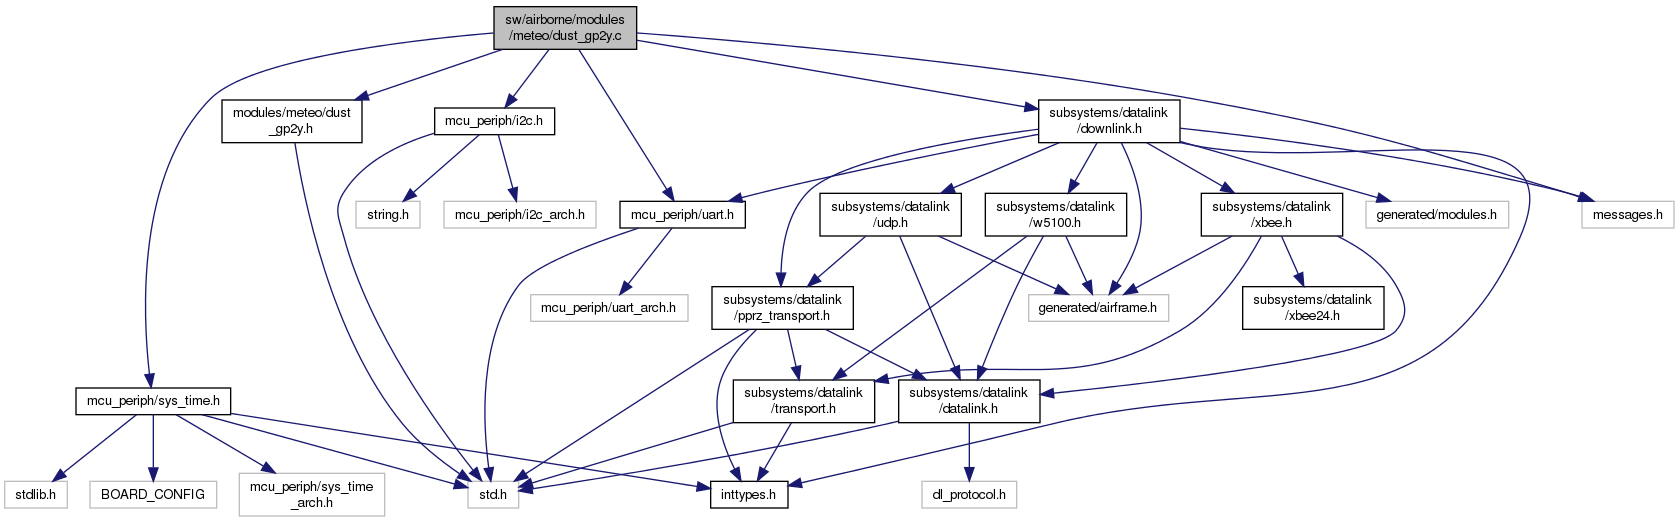 sw/airborne/modules
/meteo/dust_gp2y.c
modules/meteo/dust
_gp2y.h
mcu_periph/i2c.h
subsystems/datalink
/downlink.h
string.h
mcu_periph/i2c_arch.h
mcu_periph/uart.h
subsystems/datalink
/udp.h
subsystems/datalink
/w5100.h
subsystems/datalink
/xbee.h
generated/modules.h
messages.h
mcu_periph/uart_arch.h
subsystems/datalink
/pprz_transport.h
generated/airframe.h
subsystems/datalink
/xbee24.h
mcu_periph/sys_time.h
subsystems/datalink
/transport.h
subsystems/datalink
/datalink.h
stdlib.h
BOARD_CONFIG
mcu_periph/sys_time
_arch.h
std.h
inttypes.h
dl_protocol.h